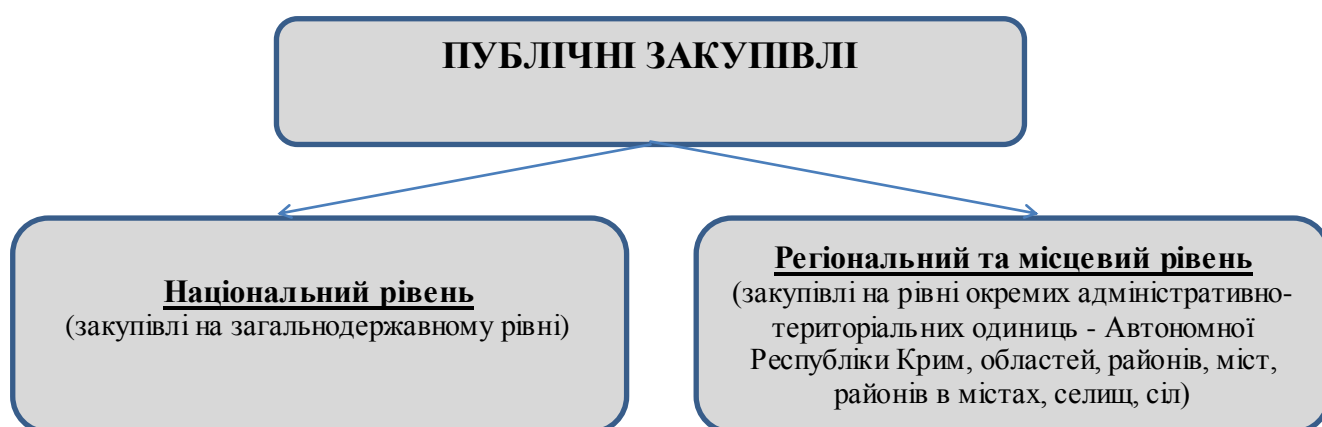 ПУБЛІЧНІ ЗАКУПІВЛІ
Національний рівень
(закупівлі на загальнодержавному рівні)
Регіональний та місцевий рівень
(закупівлі на рівні окремих адміністративно-
територіальних одиниць - Автономної
Республіки Крим, областей, районів, міст,
районів в містах, селищ, сіл)